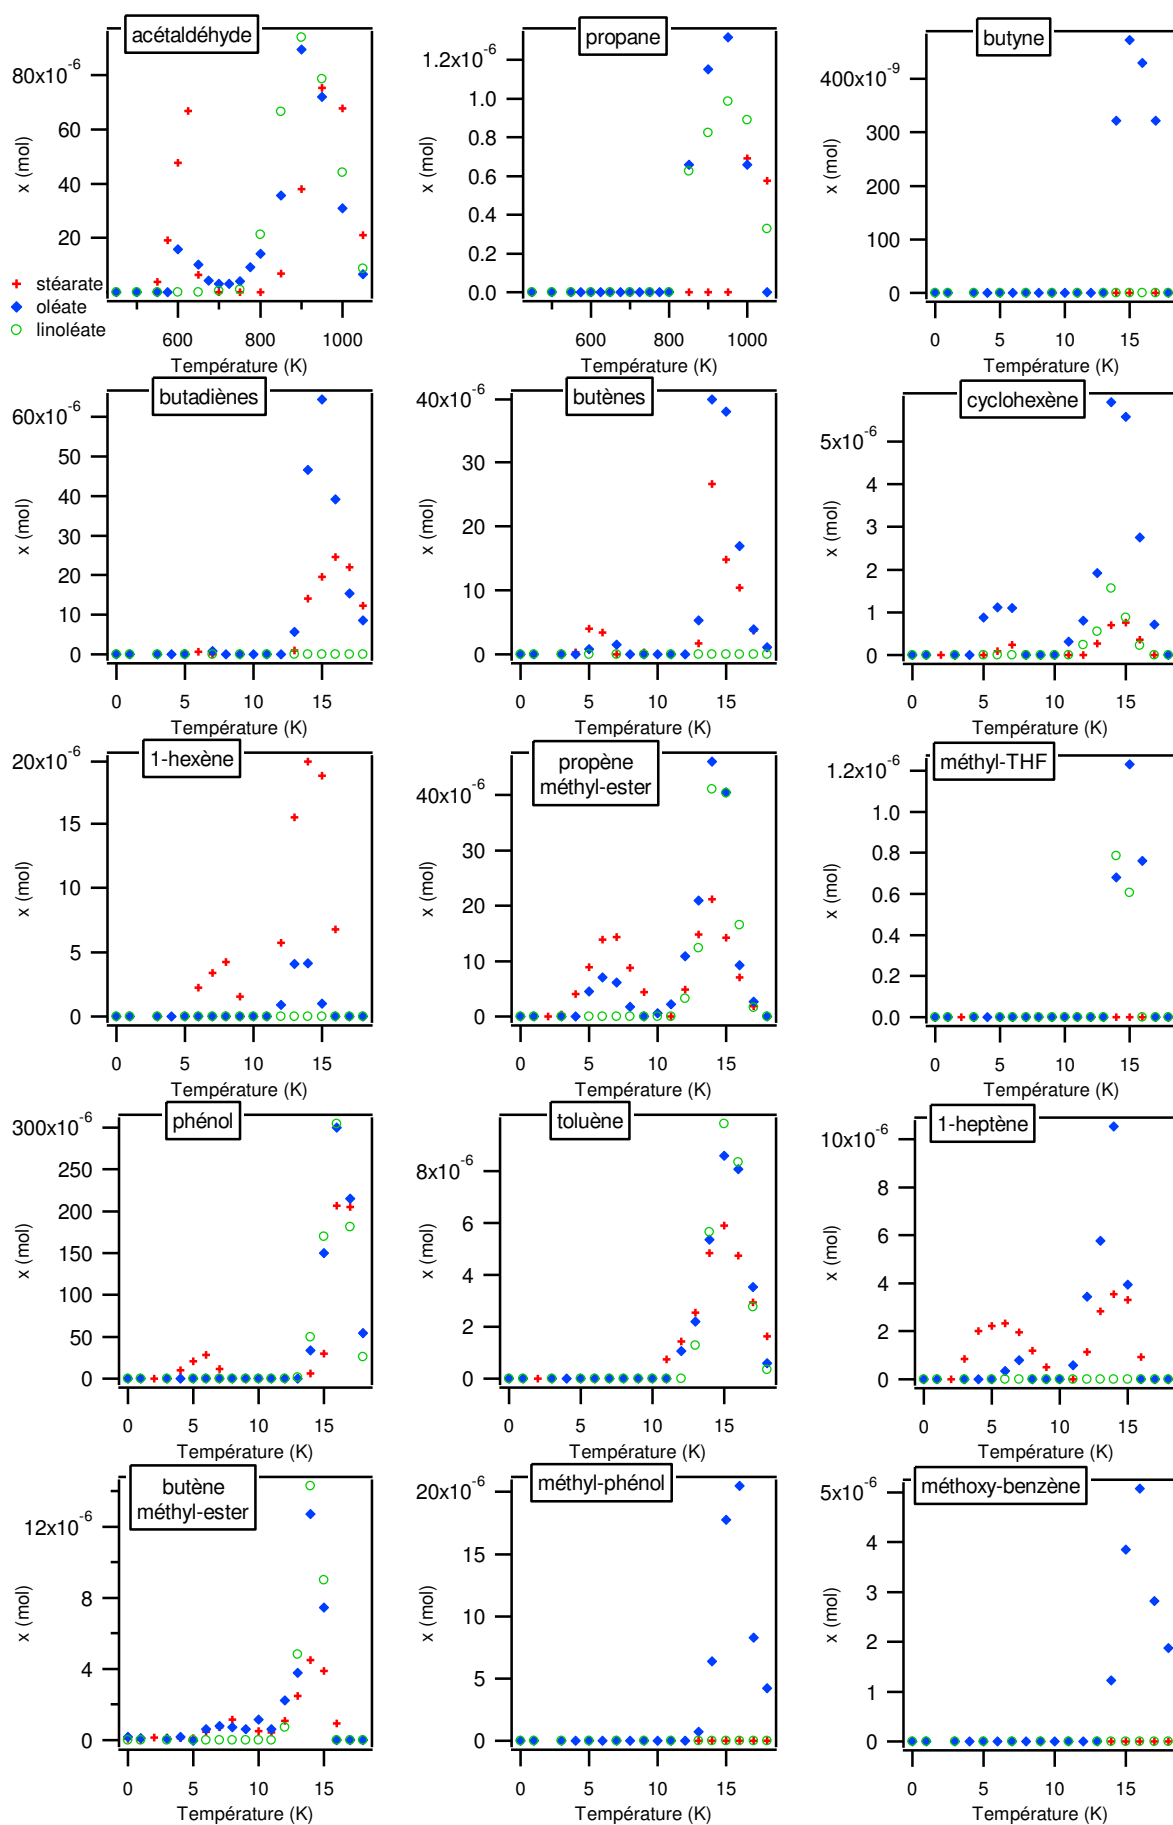 acétaldéhyde
80x10-6
60
40
20
x (mol)
600
800
1000
Température (K)
stéarate
oléate
linoléate
propane
1.2x10-6
1.0
0.8
0.6
0.4
0.2
0.0
x (mol)
600
800
1000
Température (K)
butyne
400x10-9
300
100
0
x (mol)
0
5
10
15
Température (K)
butadiènes
60x10-6
50
40
30
20
10
0
x (mol)
0
5
10
15
Température (K)
butènes
40x10-6
30
20
10
0
x (mol)
0
5
10
15
Température (K)
cyclohexène
5x10-6
4
6
2
1
0
x (mol)
0
5
10
15
Température (K)
1-hexène
20x10-6
15
10
5
0
x (mol)
0
5
10
15
Température (K)
propène
méthyl-ester
40x10-6
30
20
10
0
x (mol)
0
5
10
15
Température (K)
méthyl-THF
1.2x10-6
1.0
0.8
0.6
0.4
0.2
0.0
x (mol)
0
5
10
15
Température (K)
phénol
300x10-6
250
200
150
100
50
0
x (mol)
0
5
10
15
Température (K)
toluène
8x10-6
6
4
2
0
x (mol)
0
5
10
15
Température (K)
1-heptène
10x10-6
8
6
4
2
0
x (mol)
0
5
10
15
Température (K)
butène
méthyl-ester
12x10-6
8
4
0
x (mol)
0
5
10
15
Température (K)
méthyl-phénol
20x10-6
15
10
5
0
x (mol)
0
5
10
15
Température (K)
méthoxy-benzène
5x10-6
4
3
2
1
0
x (mol)
0
5
10
15
Température (K)